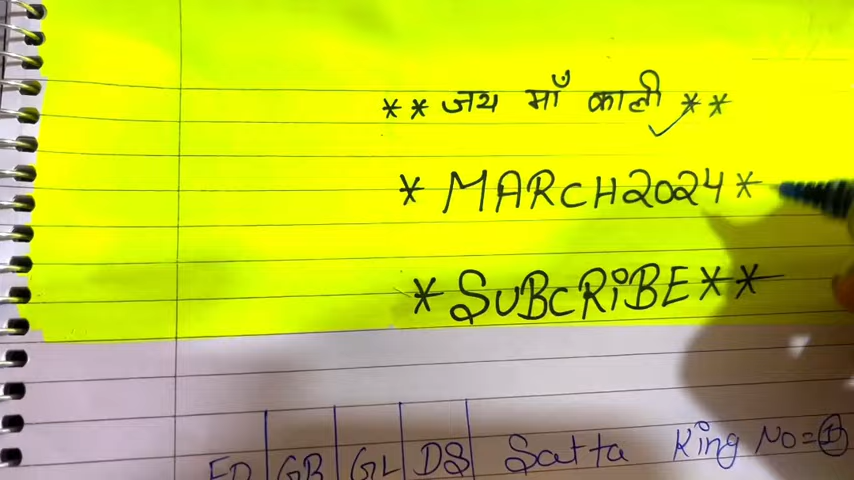 ** जय माँ काली **
* MARCH2024*
*SUBCRiBE**
FD GB GL DS Satta King No=①